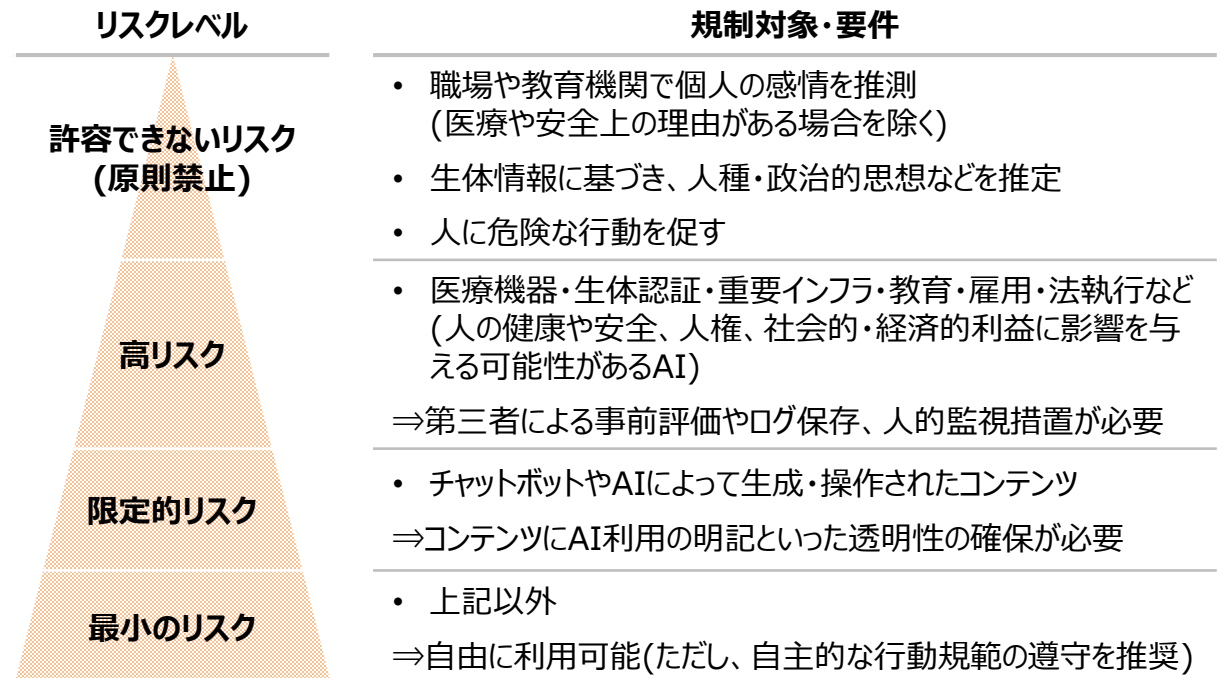 リスクレベル
規制対象・要件
許容できないリスク
(原則禁止)
• 職場や教育機関で個人の感情を推測
(医療や安全上の理由がある場合を除く)
• 生体情報に基づき、人種・政治的思想などを推定
• 人に危険な行動を促す
高リスク
• 医療機器・生体認証・重要インフラ・教育・雇用・法執行など
(人の健康や安全、人権、社会的・経済的利益に影響を与
える可能性があるAI)
⇒第三者による事前評価やログ保存、人的監視措置が必要
限定的リスク
• チャットボットやAIによって生成・操作されたコンテンツ
⇒コンテンツにAI利用の明記といった透明性の確保が必要
最小のリスク
• 上記以外
⇒自由に利用可能(ただし、自主的な行動規範の遵守を推奨)